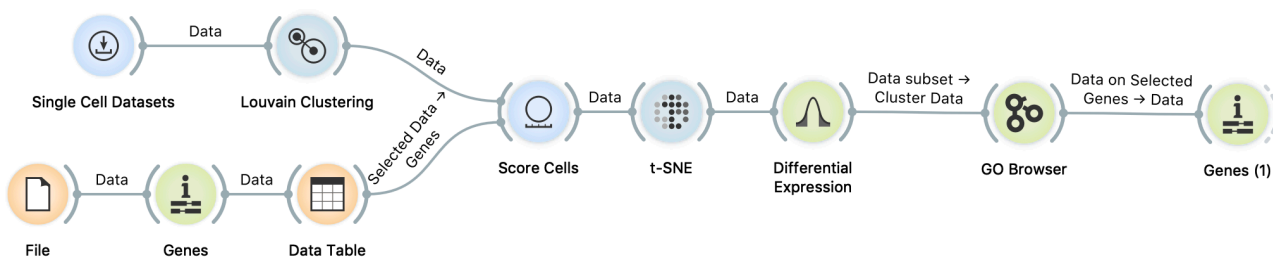 Data
Single Cell Datasets
Louvain Clustering
Data
Data
Data
Selected Data →
Genes
File
Genes
Data Table
Score Cells
Data
t-SNE
Data
Differential
Expression
Data subset →
Cluster Data
GO Browser
Data on Selected
Genes → Data
Genes (1)